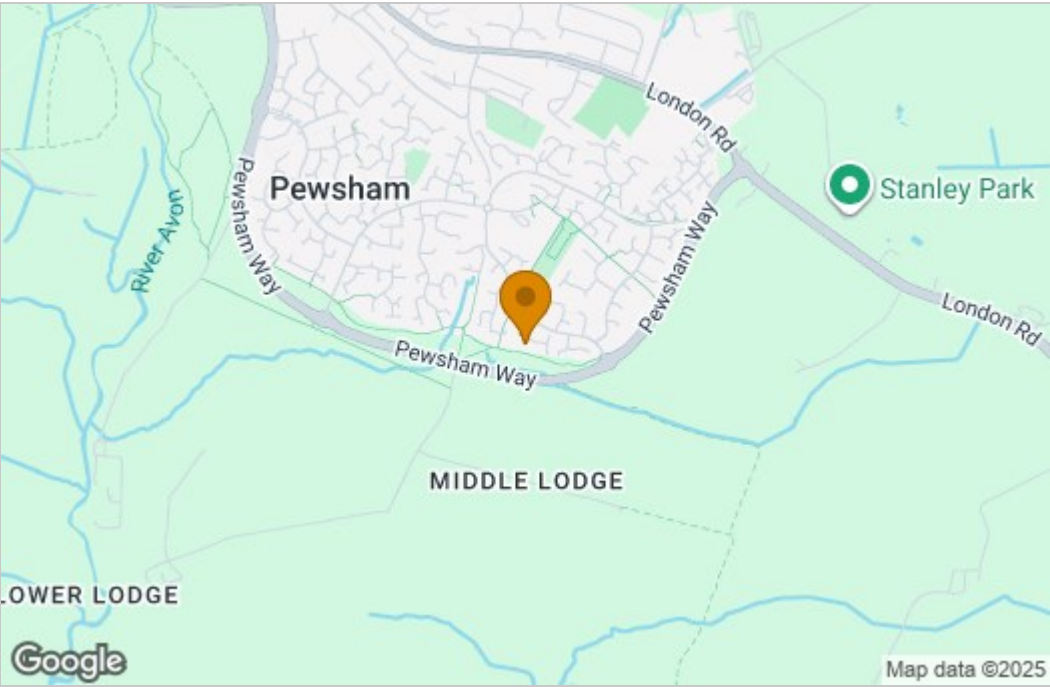 London Rd
Pewsham
Stanley Park
Pewsham Way
River Avon
Pewsham Way
London Rd
Pewsham Way
MIDDLE LODGE
LOWER LODGE
Google
Map data ©2025